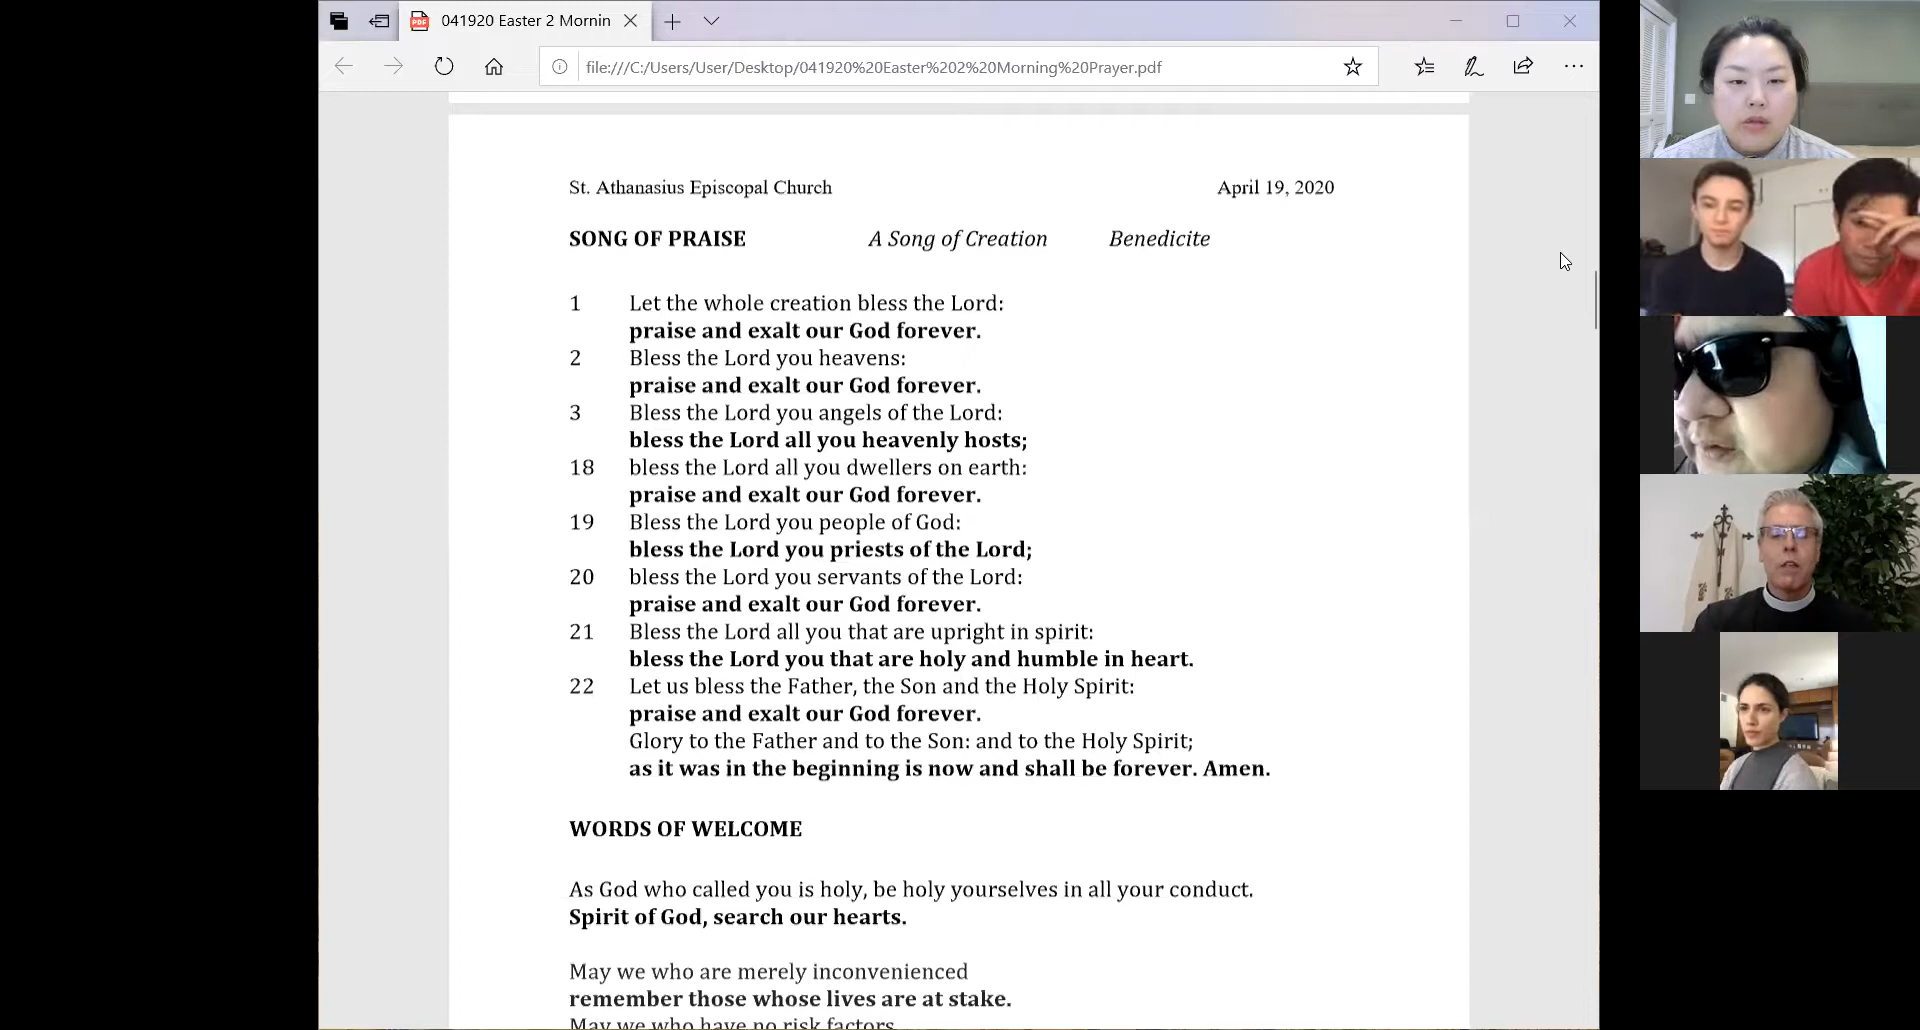 041920 Easter 2 Mornin
file:///C:/Users/User/Desktop/041920%20Easter%202%20Morning%20Prayer.pdf
St. Athanasius Episcopal Church April 19, 2020
SONG OF PRAISE A Song of Creation Benedicite
1 Let the whole creation bless the Lord:
praise and exalt our God forever.
2 Bless the Lord you heavens:
praise and exalt our God forever.
3 Bless the Lord you angels of the Lord:
bless the Lord all you heavenly hosts;
18 bless the Lord all you dwellers on earth:
praise and exalt our God forever.
19 Bless the Lord you people of God:
bless the Lord you priests of the Lord;
20 bless the Lord you servants of the Lord:
praise and exalt our God forever.
21 Bless the Lord all you that are upright in spirit:
bless the Lord you that are holy and humble in heart.
22 Let us bless the Father, the Son and the Holy Spirit:
praise and exalt our God forever.
Glory to the Father and to the Son: and to the Holy Spirit;
as it was in the beginning is now and shall be forever. Amen.
WORDS OF WELCOME
As God who called you is holy, be holy yourselves in all your conduct.
Spirit of God, search our hearts.
May we who are merely inconvenienced
remember those whose lives are at stake.
May we who have no risk factors